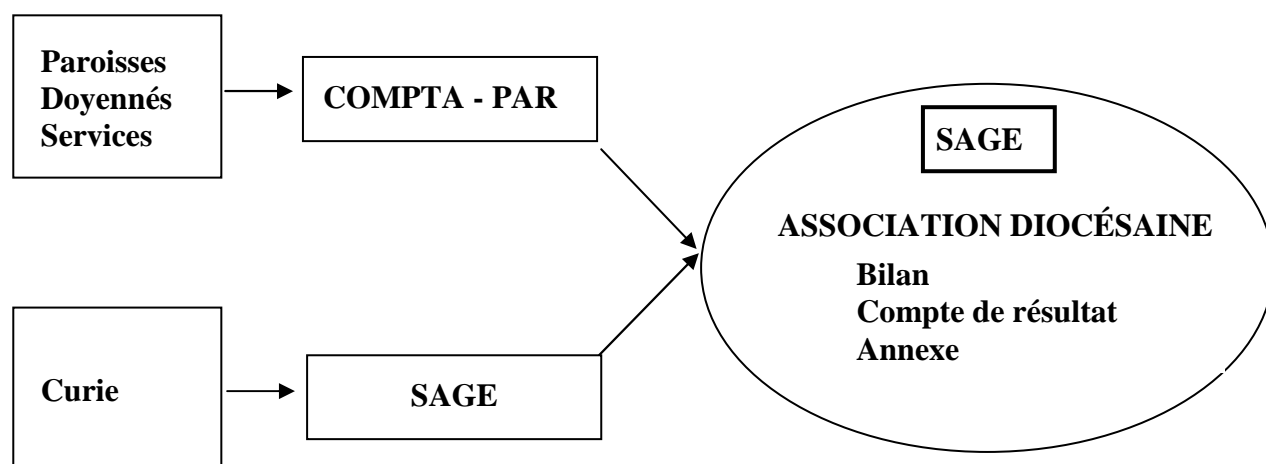 Paroisses
Doyennés
Services
COMPTA - PAR
SAGE
ASSOCIATION DIOCÉSAINE
Bilan
Compte de résultat
Annexe
Curie
SAGE